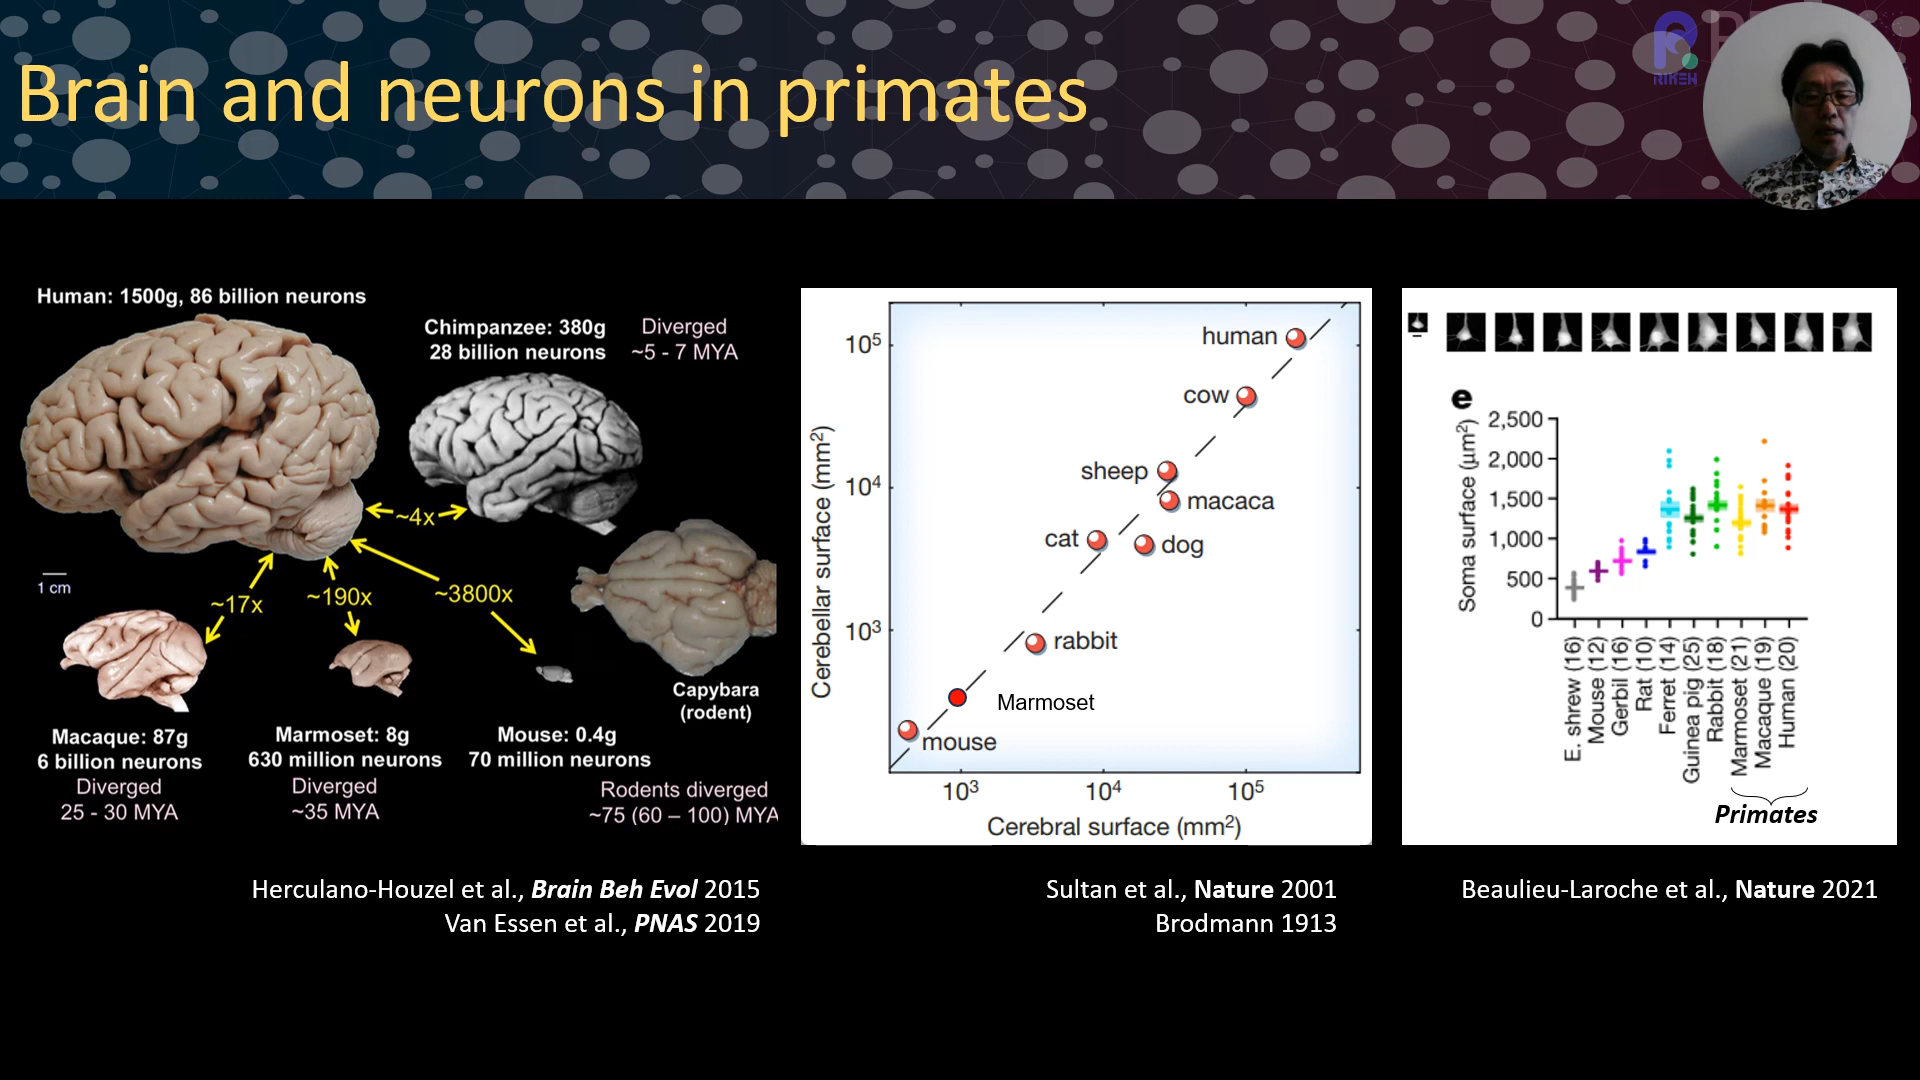 Brain and neurons in primates
RIKEN
Human: 1500g, 86 billion neurons
Chimpanzee: 380g
28 billion neurons
Diverged
~5 - 7 MYA
~4x
1 cm
~17x
~190x
~3800x
Capybara
(rodent)
Macaque: 87g
6 billion neurons
Diverged
25 - 30 MYA
Marmoset: 8g
630 million neurons
Diverged
~35 MYA
Mouse: 0.4g
70 million neurons
Rodents diverged
~75 (60 – 100) MYA
Herculano-Houzel et al., Brain Beh Evol 2015
Van Essen et al., PNAS 2019
Cerebellar surface (mm²)
10⁵
10⁴
10³
human
cow
sheep
macaca
cat
dog
rabbit
Marmoset
mouse
10³ 10⁴ 10⁵
Cerebral surface (mm²)
Sultan et al., Nature 2001
Brodmann 1913
e
Soma surface (µm²)
2,500
2,000
1,500
1,000
500
0
E. shrew (16)
Mouse (12)
Gerbil (16)
Rat (10)
Ferret (14)
Guinea pig (25)
Rabbit (18)
Marmoset (21)
Macaque (19)
Human (20)
Primates
Beaulieu-Laroche et al., Nature 2021